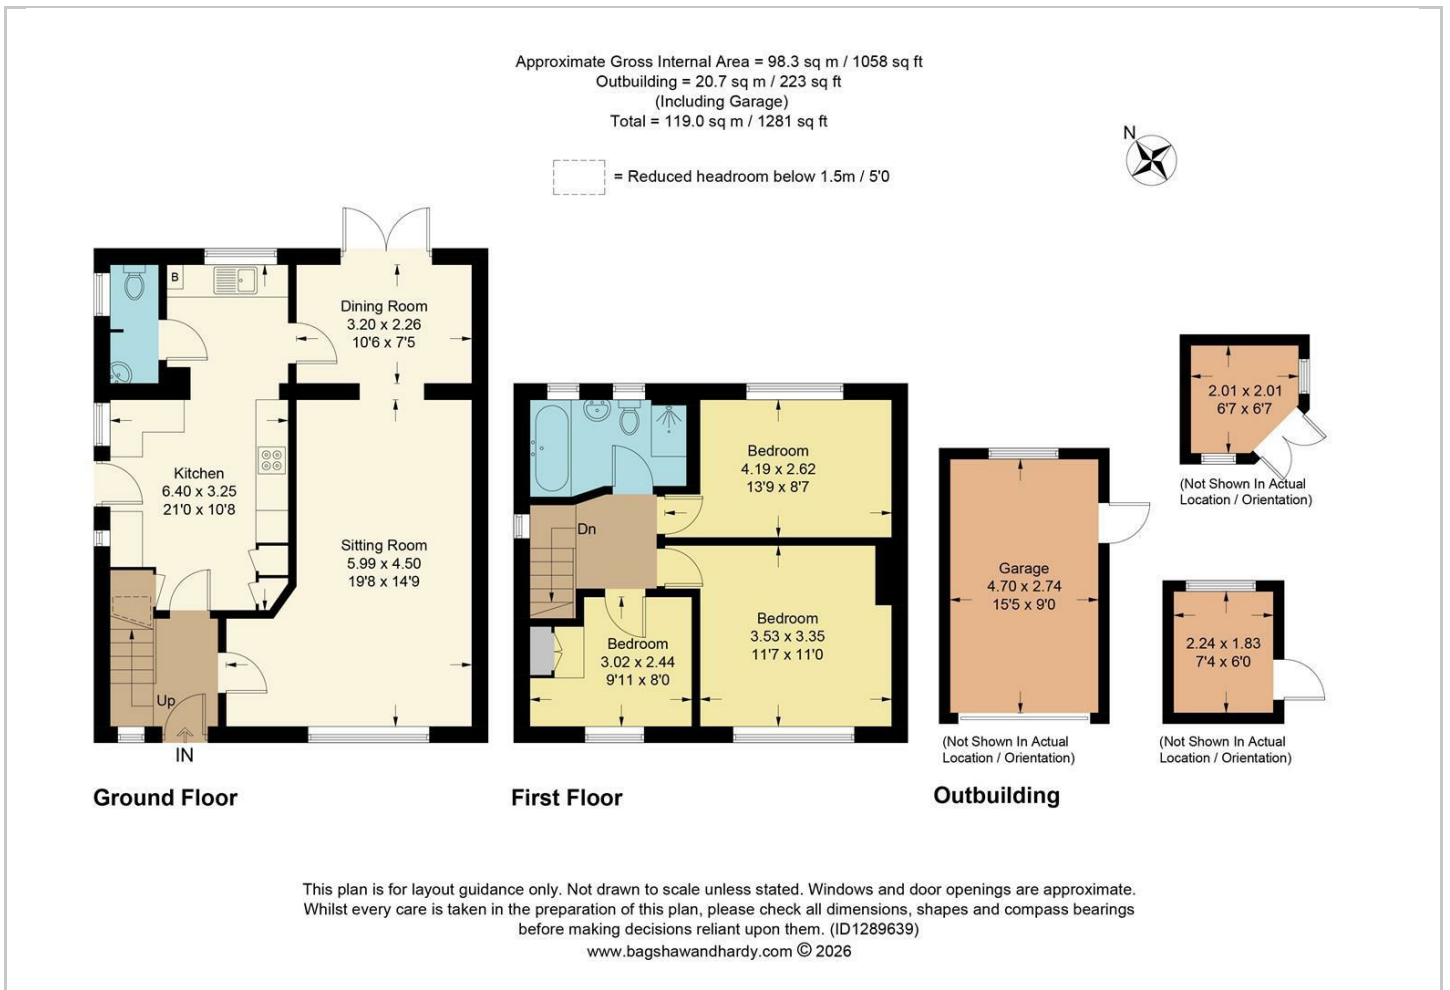 Approximate Gross Internal Area = 98.3 sq m / 1058 sq ft
Outbuilding = 20.7 sq m / 223 sq ft
(Including Garage)
Total = 119.0 sq m / 1281 sq ft
= Reduced headroom below 1.5m / 5'0
N
B
Dining Room
3.20 x 2.26
10'6 x 7'5
Kitchen
6.40 x 3.25
21'0 x 10'8
Sitting Room
5.99 x 4.50
19'8 x 14'9
Up
IN
Ground Floor
Bedroom
4.19 x 2.62
13'9 x 8'7
Dn
Bedroom
3.53 x 3.35
11'7 x 11'0
Bedroom
3.02 x 2.44
9'11 x 8'0
First Floor
Garage
4.70 x 2.74
15'5 x 9'0
(Not Shown In Actual
Location / Orientation)
2.01 x 2.01
6'7 x 6'7
(Not Shown In Actual
Location / Orientation)
2.24 x 1.83
7'4 x 6'0
(Not Shown In Actual
Location / Orientation)
Outbuilding
This plan is for layout guidance only. Not drawn to scale unless stated. Windows and door openings are approximate.
Whilst every care is taken in the preparation of this plan, please check all dimensions, shapes and compass bearings
before making decisions reliant upon them. (ID1289639)
www.bagshawandhardy.com © 2026